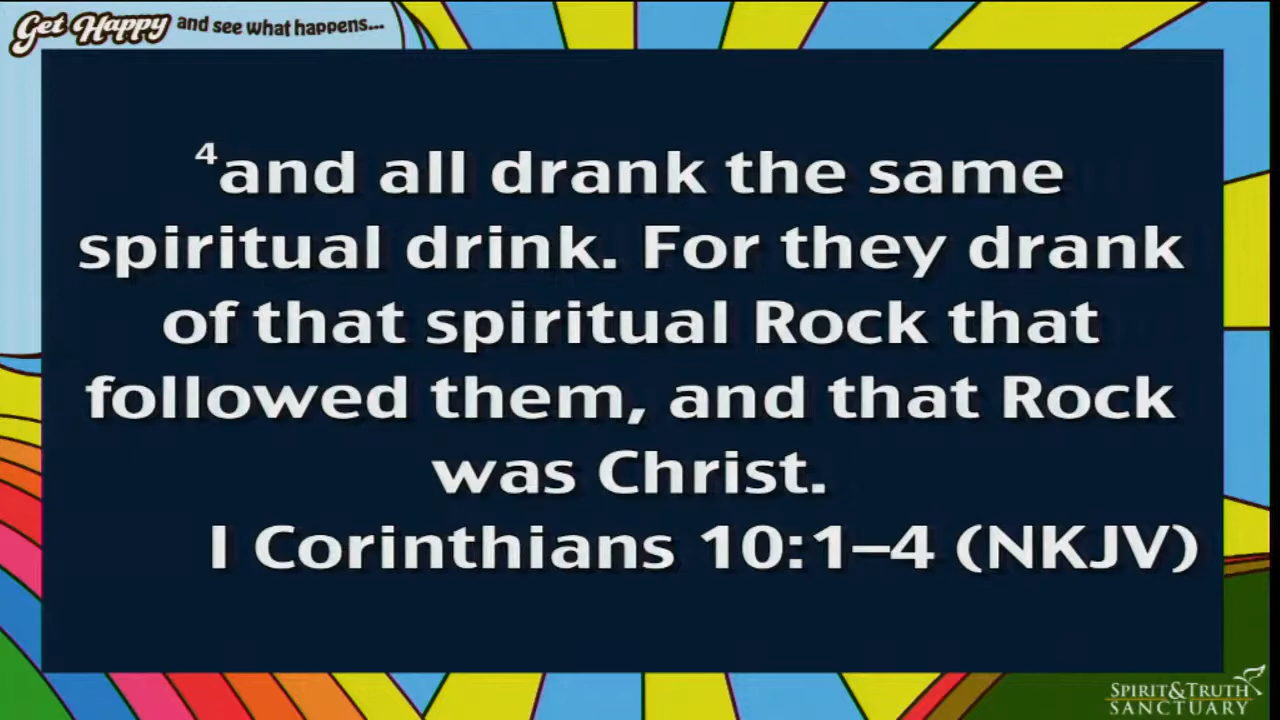 Get Happy and see what happens...
⁴and all drank the same
spiritual drink. For they drank
of that spiritual Rock that
followed them, and that Rock
was Christ.
I Corinthians 10:1–4 (NKJV)
SPIRIT&TRUTH
SANCTUARY